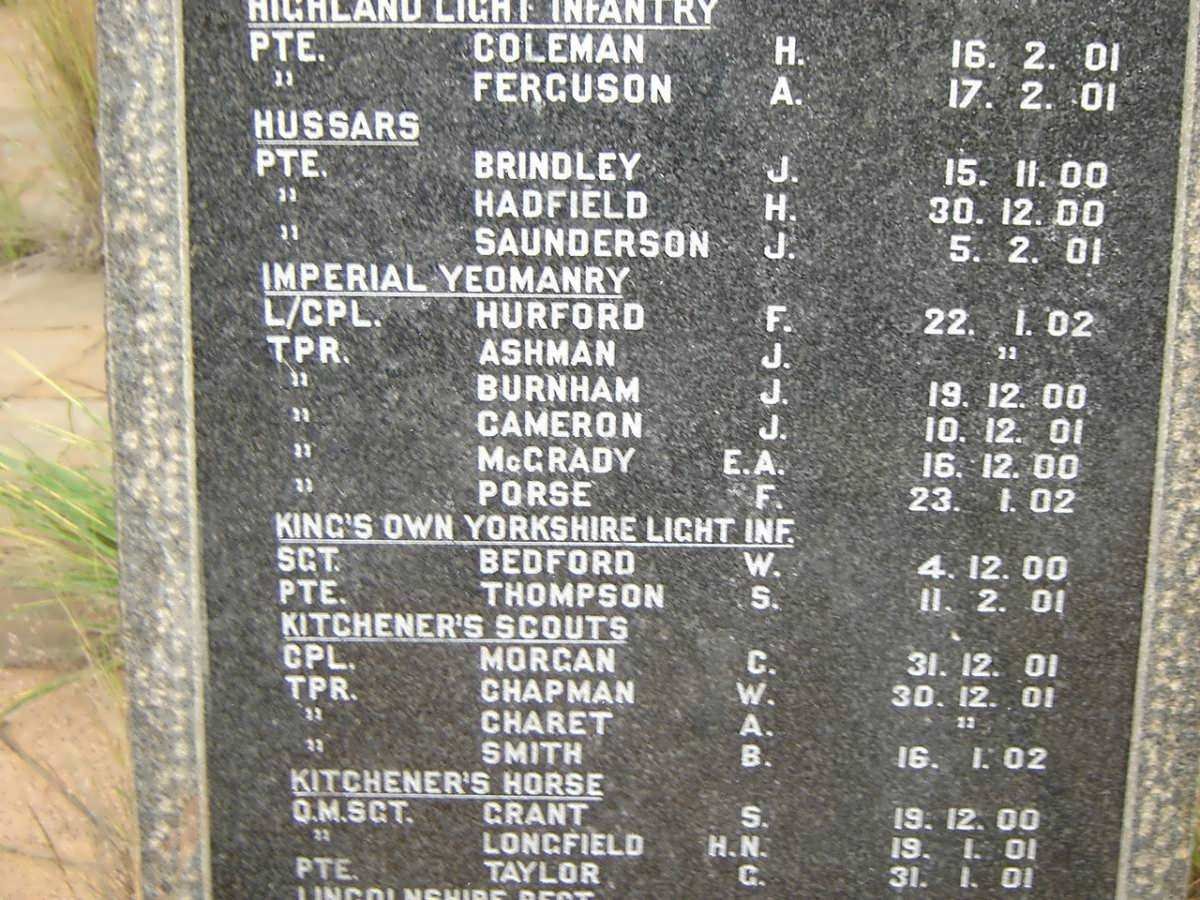 HIGHLAND LIGHT INFANTRY
PTE. COLEMAN H. 16. 2. 01
" FERGUSON A. 17. 2. 01
HUSSARS
PTE. BRINDLEY J. 15. 11. 00
" HADFIELD H. 30. 12. 00
" SAUNDERSON J. 5. 2. 01
IMPERIAL YEOMANRY
L/CPL. HURFORD F. 22. 1. 02
TPR. ASHMAN J. "
" BURNHAM J. 19. 12. 00
" CAMERON J. 10. 12. 01
" McGRADY E.A. 16. 12. 00
" PORSE F. 23. 1. 02
KING'S OWN YORKSHIRE LIGHT INF.
SGT. BEDFORD W. 4. 12. 00
PTE. THOMPSON S. 11. 2. 01
KITCHENER'S SCOUTS
CPL. MORGAN C. 31. 12. 01
TPR. CHAPMAN W. 30. 12. 01
" CHARET A. "
" SMITH B. 16. 1. 02
KITCHENER'S HORSE
Q.M.SGT. GRANT S. 19. 12. 00
" LONGFIELD H.N. 19. 1. 01
PTE. TAYLOR G. 31. 1. 01
LINCOLNSHIRE REGT.